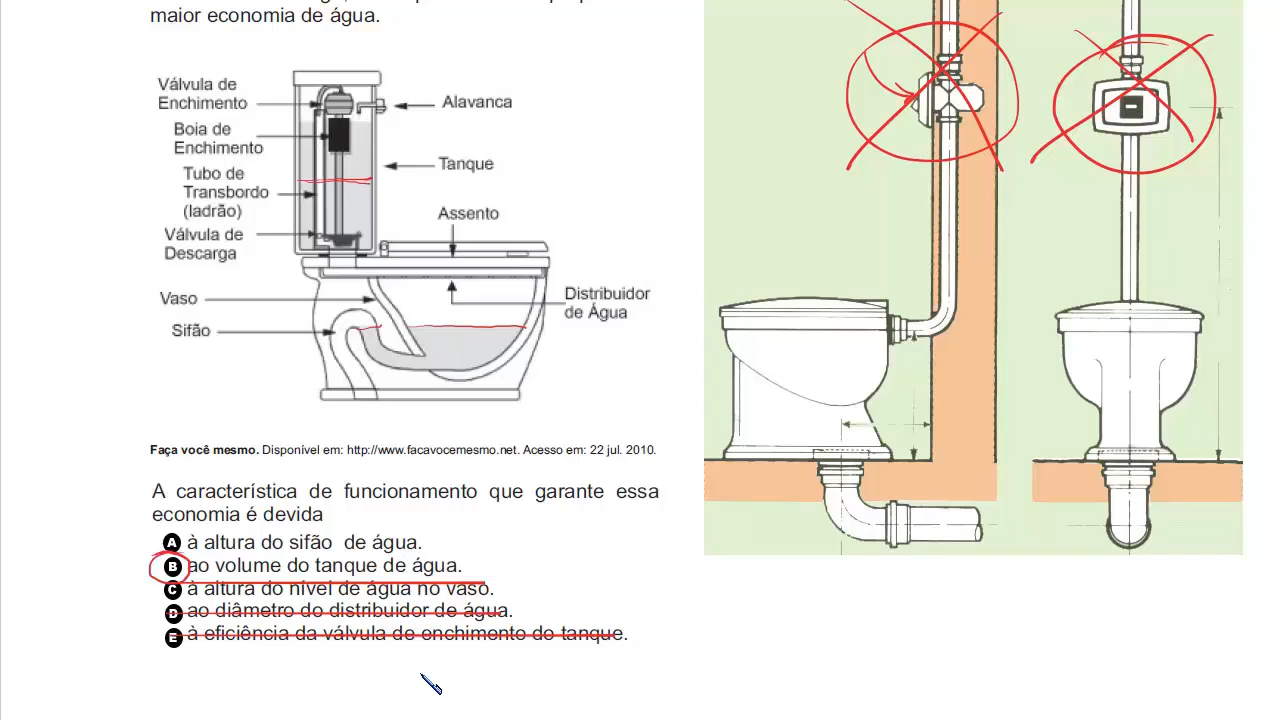 maior economia de água.
Válvula de
Enchimento
Alavanca
Boia de
Enchimento
Tanque
Tubo de
Transbordo
(ladrão)
Assento
Válvula de
Descarga
Vaso
Distribuidor
de Água
Sifão
Faça você mesmo. Disponível em: http://www.facavocemesmo.net. Acesso em: 22 jul. 2010.
A característica de funcionamento que garante essa
economia é devida
A à altura do sifão de água.
B ao volume do tanque de água.
C à altura do nível de água no vaso.
D ao diâmetro do distribuidor de água.
E à eficiência da válvula de enchimento do tanque.